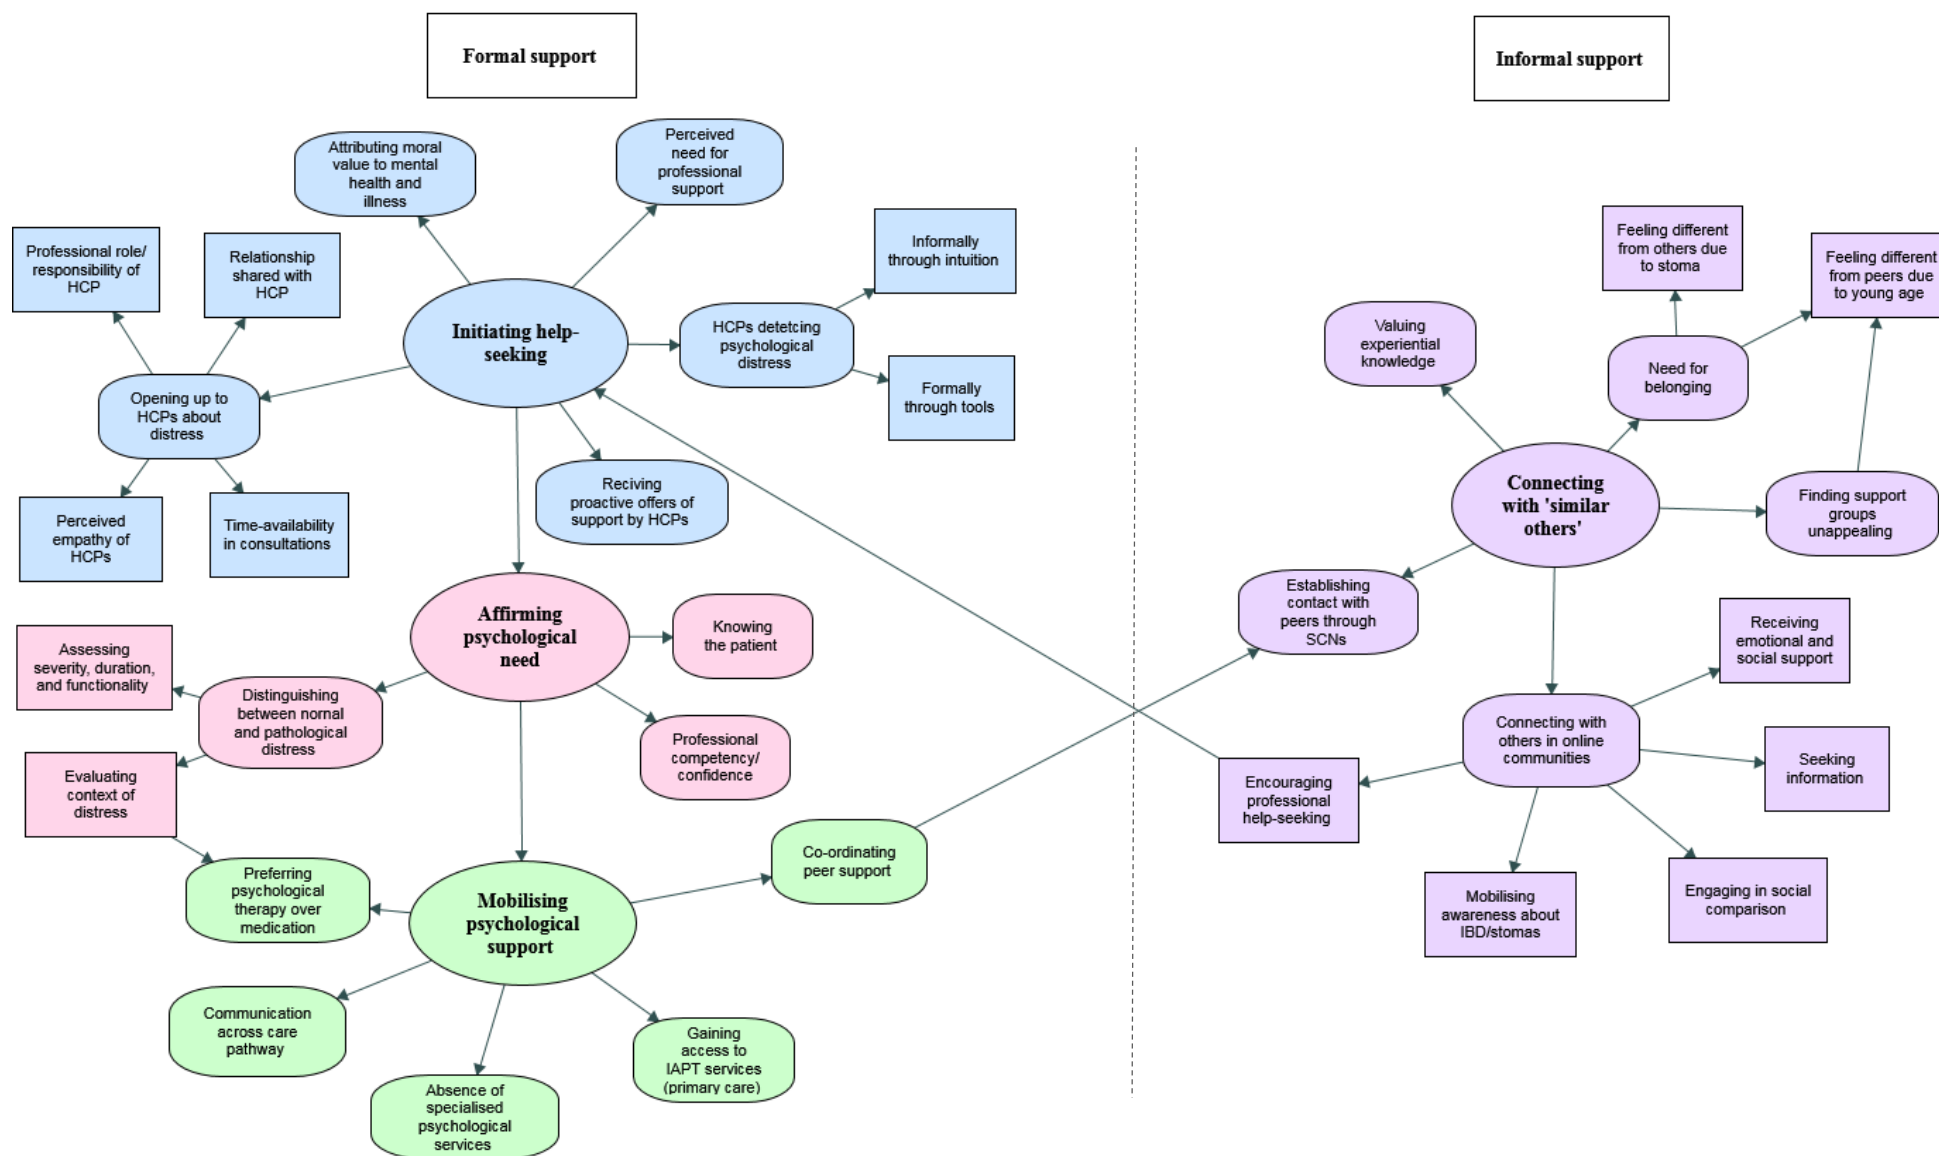 Formal support
Informal support
Attributing moral
value to mental
health and
illness
Perceived
need for
professional
support
Professional role/
responsibility of
HCP
Relationship
shared with
HCP
Informally
through intuition
Initiating help-
seeking
HCPs detetcing
psychological
distress
Formally
through tools
Opening up to
HCPs about
distress
Perceived
empathy of
HCPs
Time-availability
in consultations
Reciving
proactive offers of
support by HCPs
Affirming
psychological
need
Knowing
the patient
Assessing
severity, duration,
and functionality
Distinguishing
between nornal
and pathological
distress
Professional
competency/
confidence
Evaluating
context of
distress
Preferring
psychological
therapy over
medication
Mobilising
psychological
support
Co-ordinating
peer support
Communication
across care
pathway
Absence of
specialised
psychological
services
Gaining
access to
IAPT services
(primary care)
Feeling different
from others due
to stoma
Feeling different
from peers due
to young age
Valuing
experiential
knowledge
Need for
belonging
Connecting
with 'similar
others'
Finding support
groups
unappealing
Establishing
contact with
peers through
SCNs
Receiving
emotional and
social support
Connecting with
others in online
communities
Seeking
information
Encouraging
professional
help-seeking
Mobilising
awareness about
IBD/stomas
Engaging in social
comparison